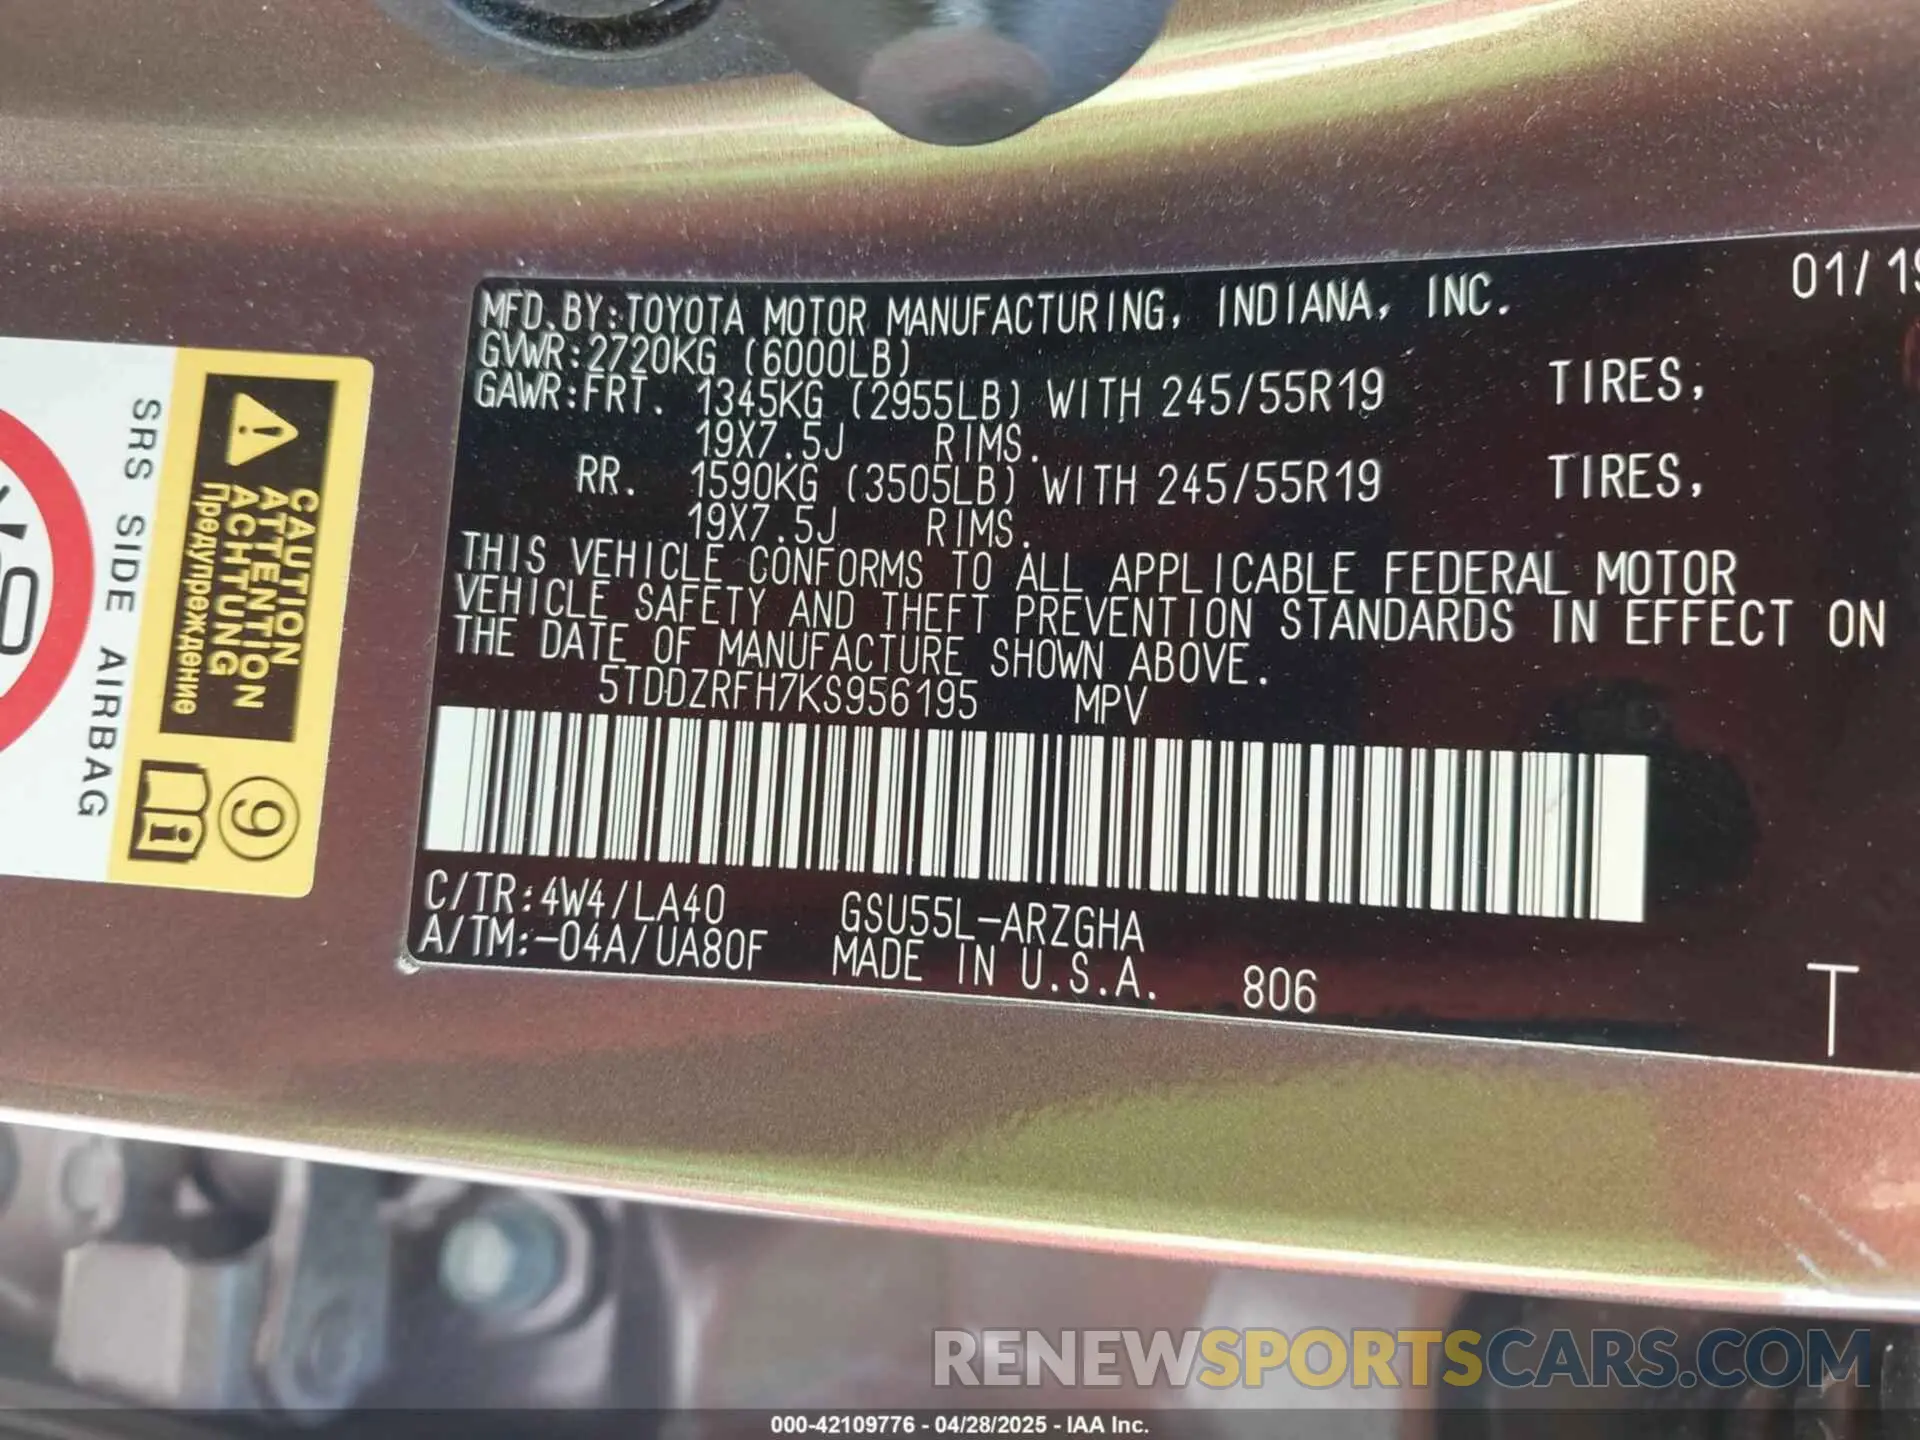 01/19
MFD.BY:TOYOTA MOTOR MANUFACTURING, INDIANA, INC.
GVWR:2720KG (6000LB)
GAWR:FRT. 1345KG (2955LB) WITH 245/55R19 TIRES,
19X7.5J RIMS.
RR. 1590KG (3505LB) WITH 245/55R19 TIRES,
19X7.5J RIMS.
THIS VEHICLE CONFORMS TO ALL APPLICABLE FEDERAL MOTOR
VEHICLE SAFETY AND THEFT PREVENTION STANDARDS IN EFFECT ON
THE DATE OF MANUFACTURE SHOWN ABOVE.
5TDDZRFH7KS956195 MPV
C/TR:4W4/LA40 GSU55L-ARZGHA
A/TM:-04A/UA80F MADE IN U.S.A. 806
T
CAUTION
ATTENTION
ACHTUNG
Предупреждение
9
SRS SIDE AIRBAG
RENEWSPORTSCARS.COM
000-42109776 - 04/28/2025 - IAA Inc.